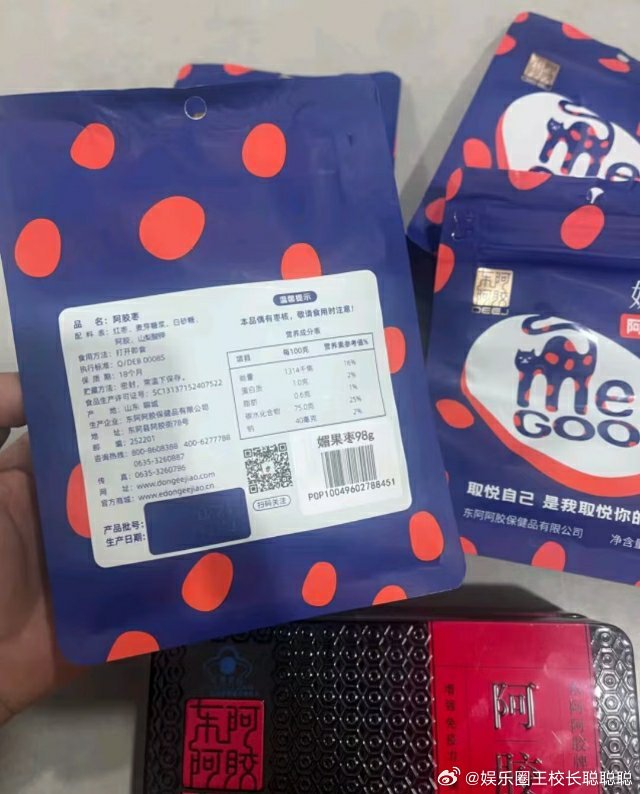 温馨提示
本品偶有枣核，敬请食用时注意！
品 名：阿胶枣
配 料 表：红枣、麦芽糖浆、白砂糖、
阿胶、山梨酸钾
食用方法：打开即食
执行标准：Q/DEB 0008S
保 质 期：18个月
贮藏方法：密封，常温下保存。
食品生产许可证号：SC13137152407522
产 地：山东 聊城
生产企业：东阿阿胶保健品有限公司
地 址：东阿县阿胶街78号
邮 编：252201
咨询热线：800-8608388 400-6277788
0635-3260887
传 真：0635-3260786
网 址：www.dongeejiao.com
官方商城：www.edongeejiao.cn
产品批号：
生产日期：
营养成分表
项目 每100克 营养素参考值%
能量 1314千焦 16%
蛋白质 1.0克 2%
脂肪 0.6克 1%
碳水化合物 75.0克 25%
钠 40毫克 2%
扫码关注
媚果枣98g
P0P10049602788451
me
东阿阿胶
DEEJ
me
GOO
取悦自己 是我取悦你的
东阿阿胶保健品有限公司 净含量
东阿阿胶
阿胶
@娱乐圈王校长聪聪聪